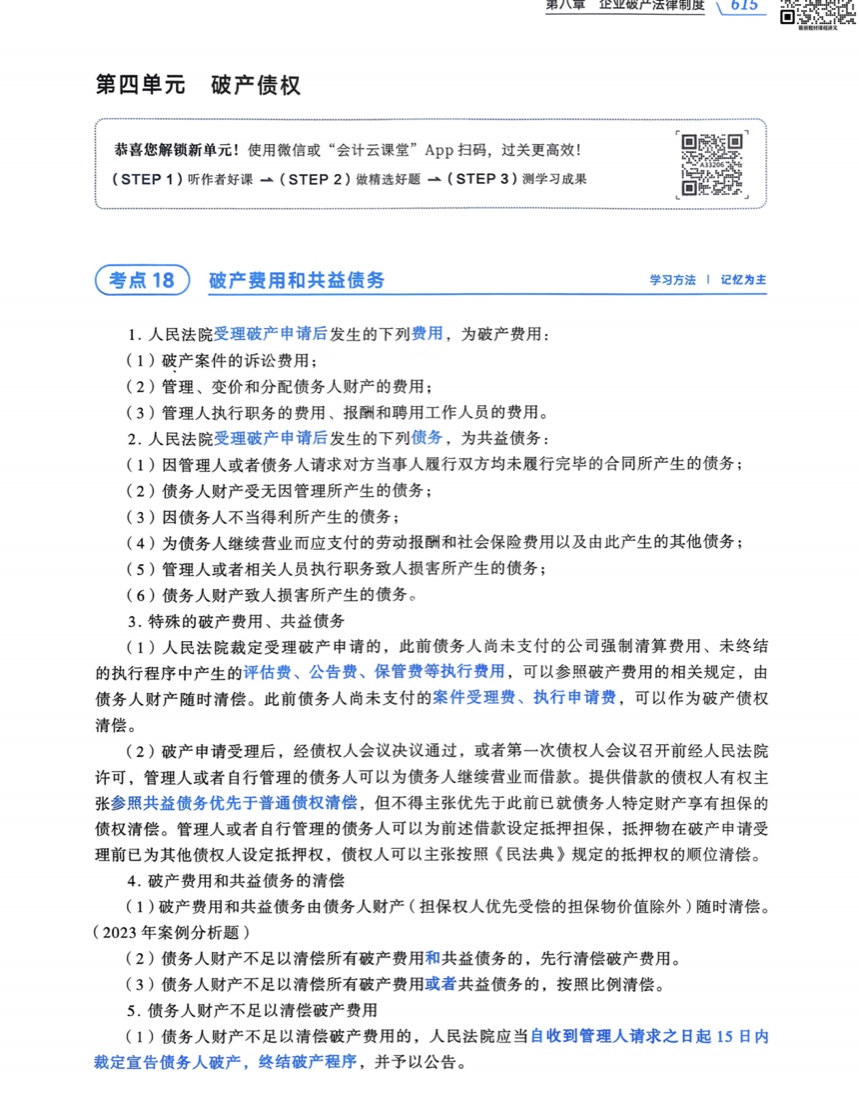 第八章 企业破产法律制度 615
第四单元 破产债权
恭喜您解锁新单元！使用微信或“会计云课堂”App 扫码，过关更高效！
（STEP 1）听作者好课 ⇀（STEP 2）做精选好题 ⇀（STEP 3）测学习成果
A33206
考点 18 破产费用和共益债务 学习方法 | 记忆为主
1. 人民法院受理破产申请后发生的下列费用，为破产费用：
（1）破产案件的诉讼费用；
（2）管理、变价和分配债务人财产的费用；
（3）管理人执行职务的费用、报酬和聘用工作人员的费用。
2. 人民法院受理破产申请后发生的下列债务，为共益债务：
（1）因管理人或者债务人请求对方当事人履行双方均未履行完毕的合同所产生的债务；
（2）债务人财产受无因管理所产生的债务；
（3）因债务人不当得利所产生的债务；
（4）为债务人继续营业而应支付的劳动报酬和社会保险费用以及由此产生的其他债务；
（5）管理人或者相关人员执行职务致人损害所产生的债务；
（6）债务人财产致人损害所产生的债务。
3. 特殊的破产费用、共益债务
（1）人民法院裁定受理破产申请的，此前债务人尚未支付的公司强制清算费用、未终结
的执行程序中产生的评估费、公告费、保管费等执行费用，可以参照破产费用的相关规定，由
债务人财产随时清偿。此前债务人尚未支付的案件受理费、执行申请费，可以作为破产债权
清偿。
（2）破产申请受理后，经债权人会议决议通过，或者第一次债权人会议召开前经人民法院
许可，管理人或者自行管理的债务人可以为债务人继续营业而借款。提供借款的债权人有权主
张参照共益债务优先于普通债权清偿，但不得主张优先于此前已就债务人特定财产享有担保的
债权清偿。管理人或者自行管理的债务人可以为前述借款设定抵押担保，抵押物在破产申请受
理前已为其他债权人设定抵押权，债权人可以主张按照《民法典》规定的抵押权的顺位清偿。
4. 破产费用和共益债务的清偿
（1）破产费用和共益债务由债务人财产（担保权人优先受偿的担保物价值除外）随时清偿。
（2023 年案例分析题）
（2）债务人财产不足以清偿所有破产费用和共益债务的，先行清偿破产费用。
（3）债务人财产不足以清偿所有破产费用或者共益债务的，按照比例清偿。
5. 债务人财产不足以清偿破产费用
（1）债务人财产不足以清偿破产费用的，人民法院应当自收到管理人请求之日起 15 日内
裁定宣告债务人破产，终结破产程序，并予以公告。